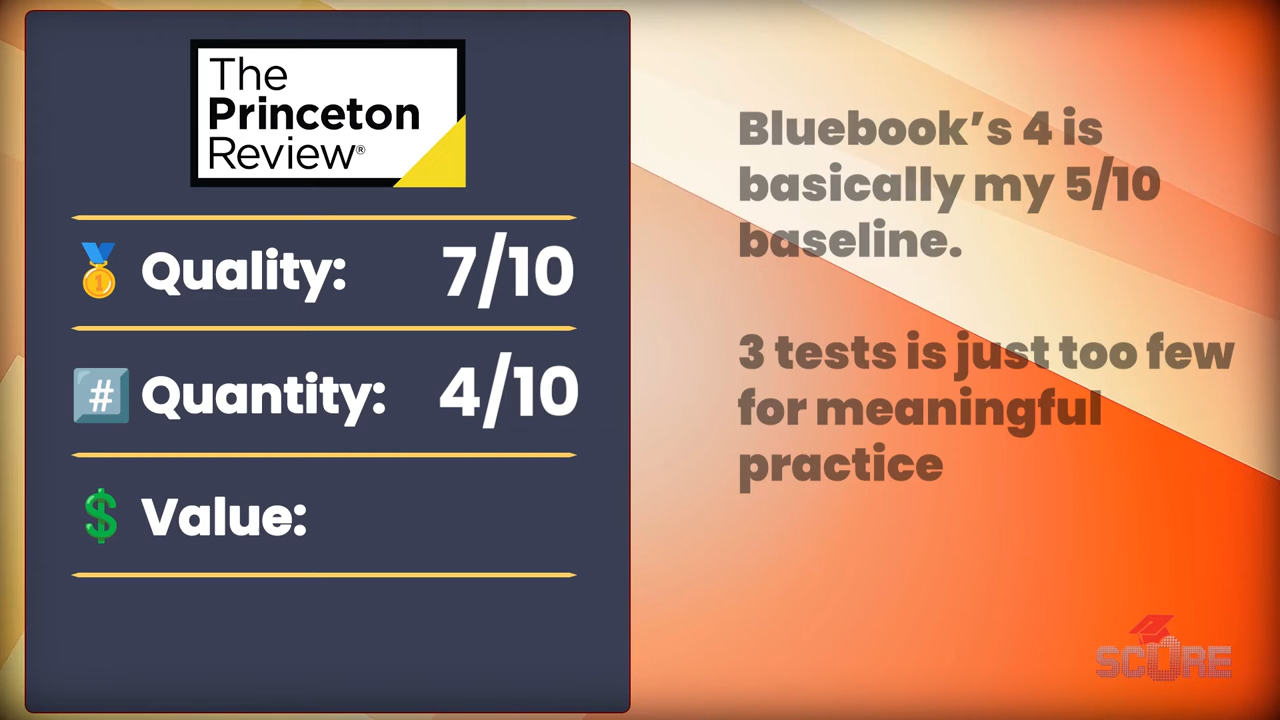 The
Princeton
Review®
Quality: 7/10
# Quantity: 4/10
$ Value:
Bluebook’s 4 is
basically my 5/10
baseline.
3 tests is just too few
for meaningful
practice
SCORE